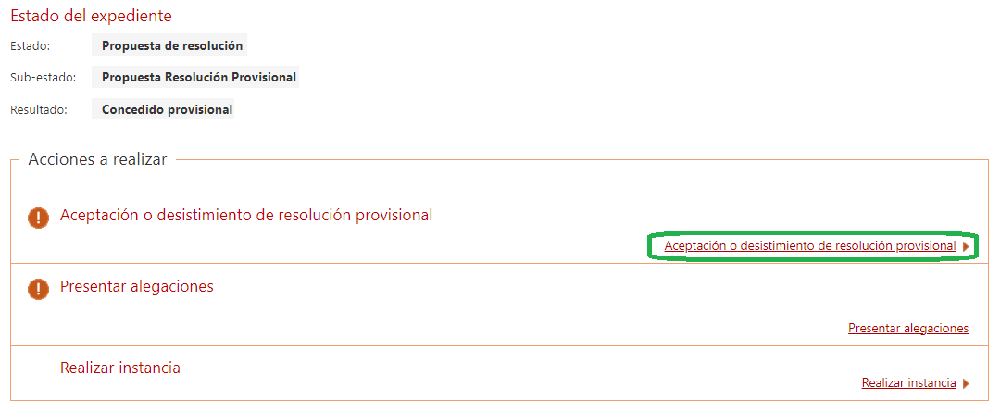 Estado del expediente
Estado: Propuesta de resolución
Sub-estado: Propuesta Resolución Provisional
Resultado: Concedido provisional
Acciones a realizar
Aceptación o desistimiento de resolución provisional
Aceptación o desistimiento de resolución provisional
Presentar alegaciones
Presentar alegaciones
Realizar instancia
Realizar instancia